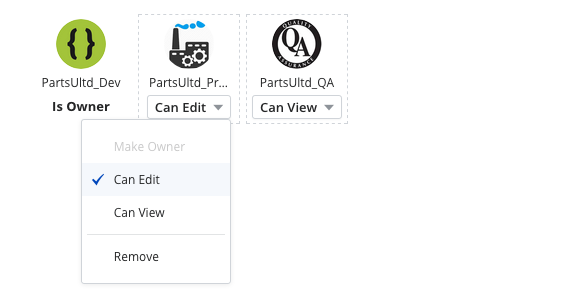 {}
QUALITY
QA
ASSURANCE
PartsUltd_Dev
PartsUltd_Pr...
PartsUltd_QA
Is Owner
Can Edit
Can View
Make Owner
Can Edit
Can View
Remove